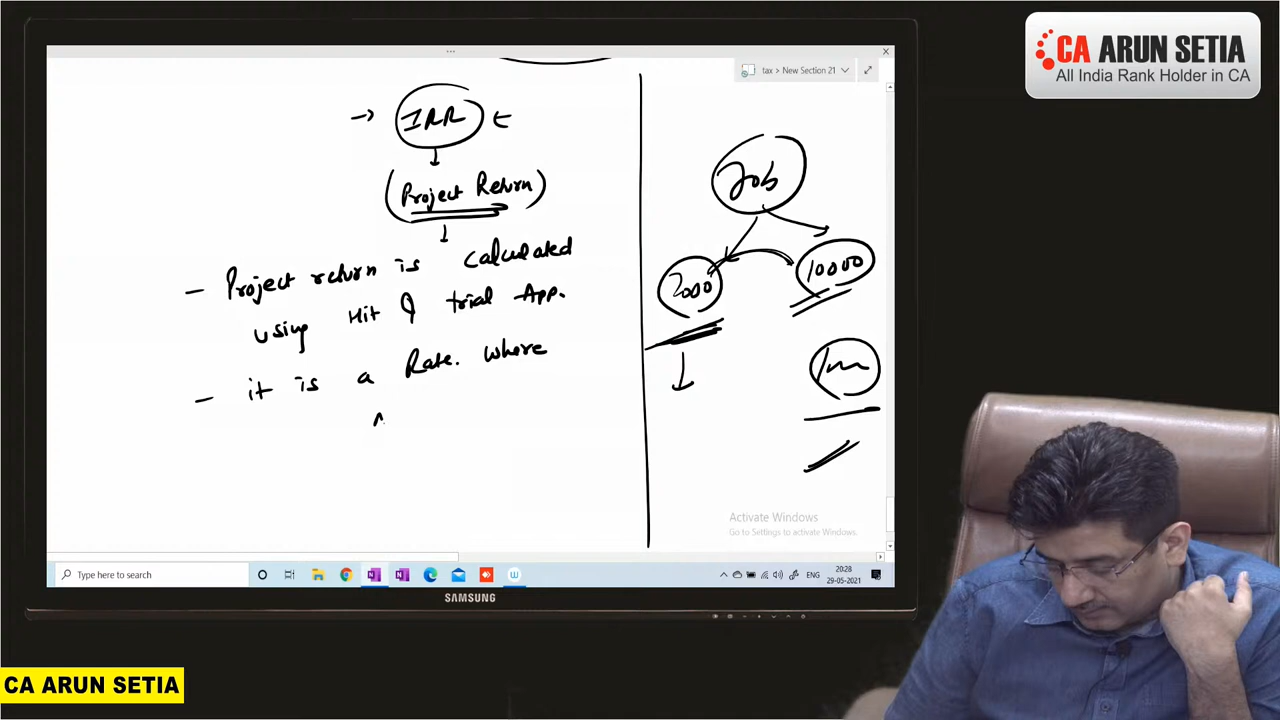 CA ARUN SETIA
All India Rank Holder in CA
tax > New Section 21
→ IRR ←
(Project Return)
- Project return is calculated
using Hit & trial App.
- it is a Rate. where
Job
2000
10000
Activate Windows
Go to Settings to activate Windows.
Type here to search
ENG
20:28
29-05-2021
SAMSUNG
CA ARUN SETIA